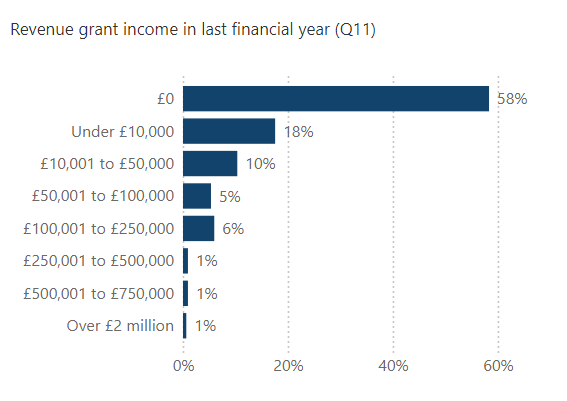 Revenue grant income in last financial year (Q11)
£0 58%
Under £10,000 18%
£10,001 to £50,000 10%
£50,001 to £100,000 5%
£100,001 to £250,000 6%
£250,001 to £500,000 1%
£500,001 to £750,000 1%
Over £2 million 1%
0% 20% 40% 60%